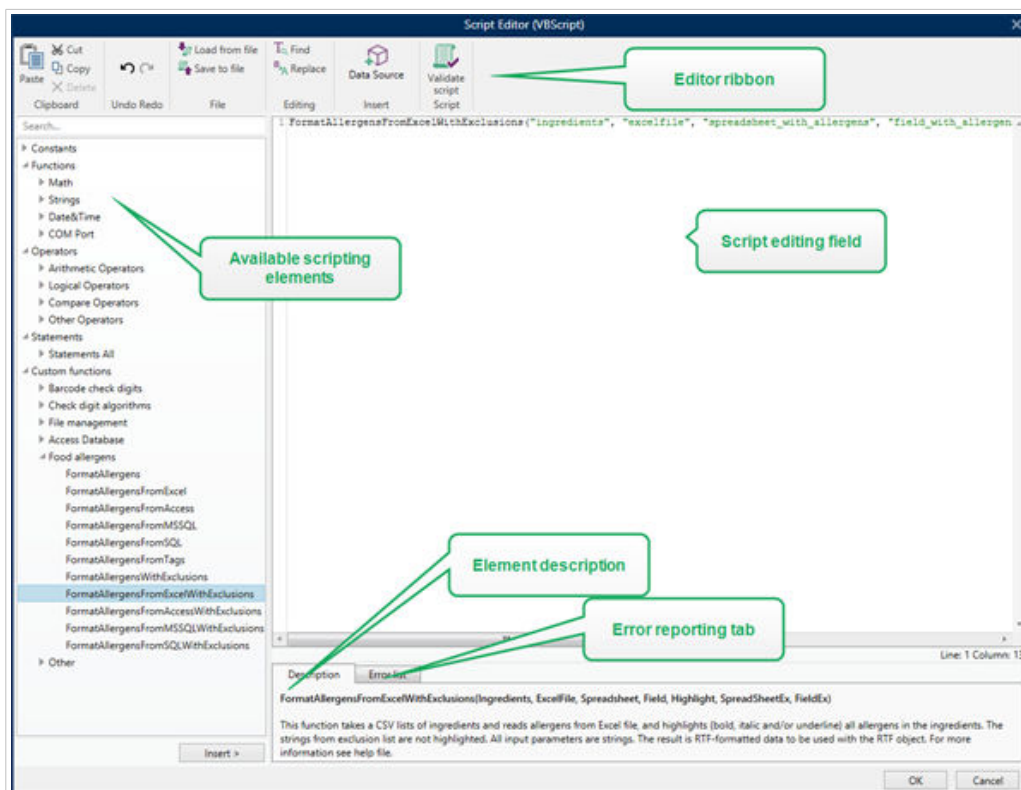 Script Editor (VBScript)
Paste
Cut
Copy
Delete
Clipboard
Undo Redo
Load from file
Save to file
File
Find
Replace
Editing
Data Source
Insert
Validate
script
Script
Editor ribbon
Search...
Constants
Functions
Math
Strings
Date&Time
COM Port
Operators
Arithmetic Operators
Logical Operators
Compare Operators
Other Operators
Statements
Statements All
Custom functions
Barcode check digits
Check digit algorithms
File management
Access Database
Food allergens
FormatAllergens
FormatAllergensFromExcel
FormatAllergensFromAccess
FormatAllergensFromMSSQL
FormatAllergensFromSQL
FormatAllergensFromTags
FormatAllergensWithExclusions
FormatAllergensFromExcelWithExclusions
FormatAllergensFromAccessWithExclusions
FormatAllergensFromMSSQLWithExclusions
FormatAllergensFromSQLWithExclusions
Other
Insert >
Available scripting
elements
1 FormatAllergensFromExcelWithExclusions("ingredients", "excelfile", "spreadsheet_with_allergens", "field_with_allergen
Script editing field
Element description
Error reporting tab
Line: 1 Column: 13
Description
Error list
FormatAllergensFromExcelWithExclusions(Ingredients, ExcelFile, Spreadsheet, Field, Highlight, SpreadSheetEx, FieldEx)
This function takes a CSV lists of ingredients and reads allergens from Excel file, and highlights (bold, italic and/or underline) all allergens in the ingredients. The
strings from exclusion list are not highlighted. All input parameters are strings. The result is RTF-formatted data to be used with the RTF object. For more
information see help file.
OK
Cancel